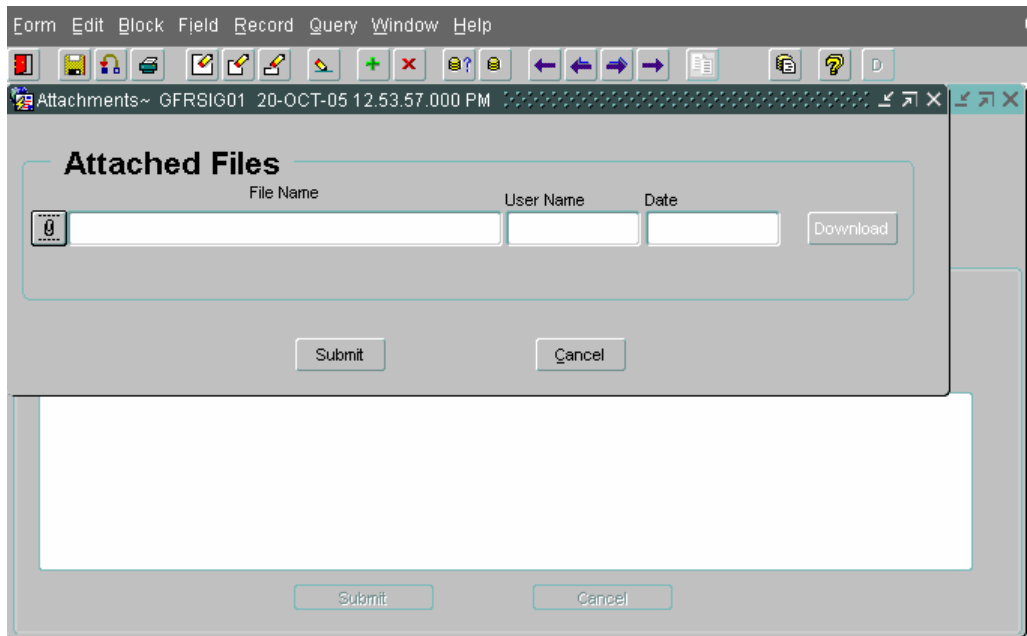 Form Edit Block Field Record Query Window Help
? ? D
Attachments~ GFRSIG01 20-OCT-05 12.53.57.000 PM
Attached Files
File Name User Name Date
Download
Submit Cancel
Submit Cancel